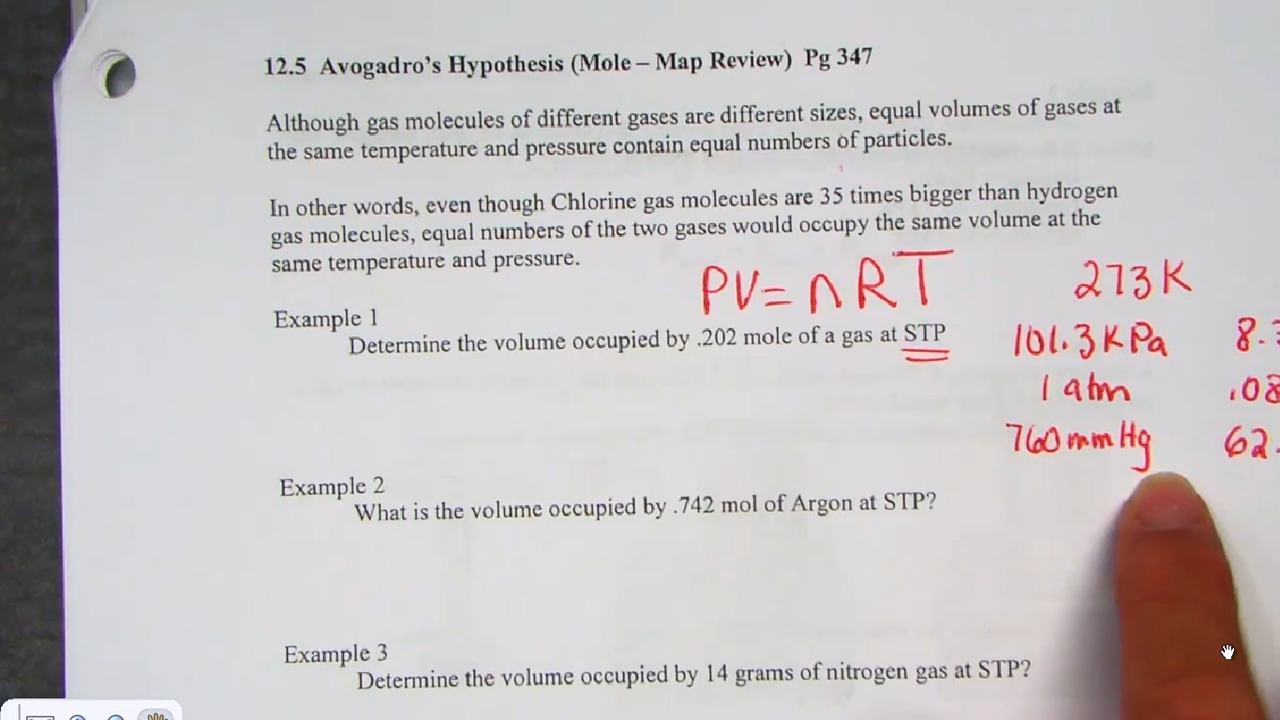 12.5 Avogadro's Hypothesis (Mole – Map Review) Pg 347
Although gas molecules of different gases are different sizes, equal volumes of gases at
the same temperature and pressure contain equal numbers of particles.
In other words, even though Chlorine gas molecules are 35 times bigger than hydrogen
gas molecules, equal numbers of the two gases would occupy the same volume at the
same temperature and pressure.
PV=nRT
273K
Example 1
Determine the volume occupied by .202 mole of a gas at STP
101.3KPa
1 atm
760mmHg
Example 2
What is the volume occupied by .742 mol of Argon at STP?
Example 3
Determine the volume occupied by 14 grams of nitrogen gas at STP?